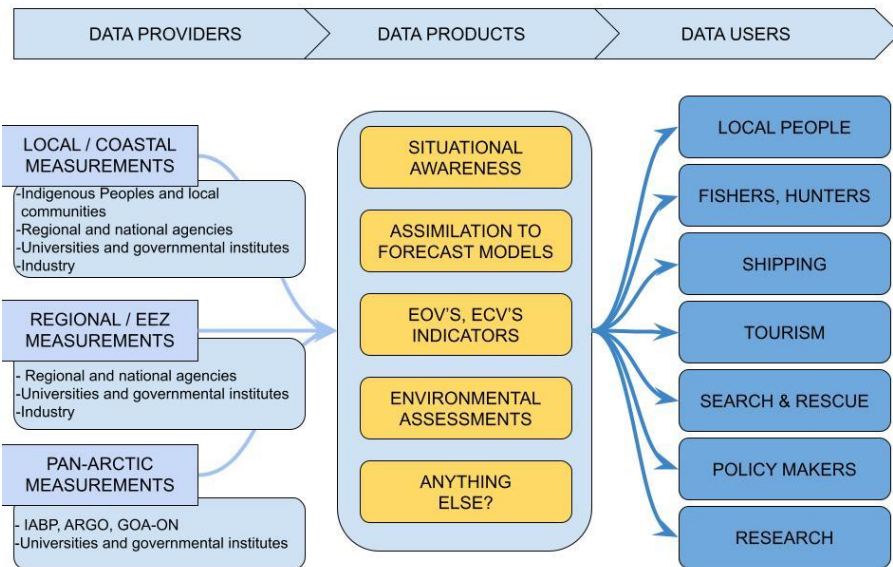 DATA PROVIDERS
DATA PRODUCTS
DATA USERS
LOCAL / COASTAL
MEASUREMENTS
-Indigenous Peoples and local
communities
-Regional and national agencies
-Universities and governmental institutes
-Industry
REGIONAL / EEZ
MEASUREMENTS
- Regional and national agencies
-Universities and governmental institutes
-Industry
PAN-ARCTIC
MEASUREMENTS
- IABP, ARGO, GOA-ON
-Universities and governmental institutes
SITUATIONAL
AWARENESS
ASSIMILATION TO
FORECAST MODELS
EOV'S, ECV'S
INDICATORS
ENVIRONMENTAL
ASSESSMENTS
ANYTHING
ELSE?
LOCAL PEOPLE
FISHERS, HUNTERS
SHIPPING
TOURISM
SEARCH & RESCUE
POLICY MAKERS
RESEARCH